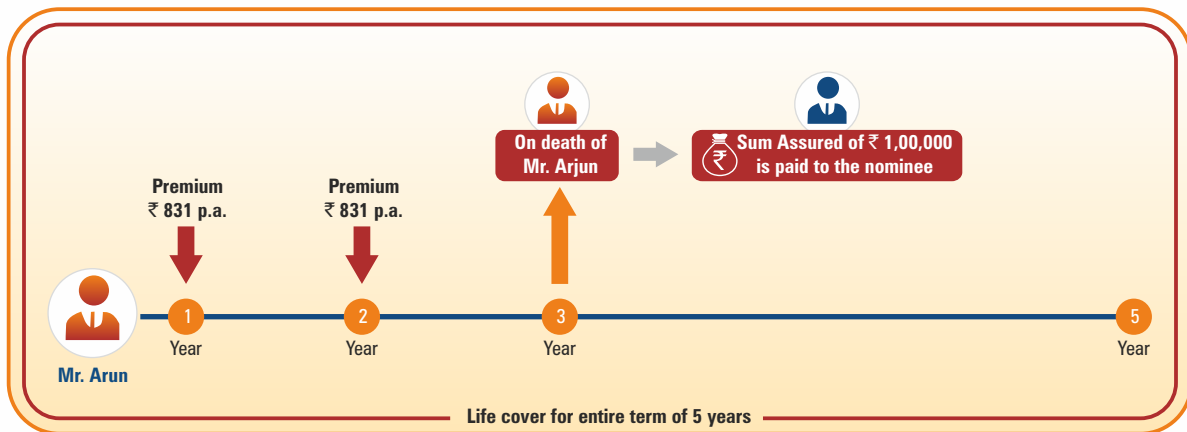 On death of
Mr. Arjun
₹
Sum Assured of ₹ 1,00,000
is paid to the nominee
Premium
₹ 831 p.a.
Premium
₹ 831 p.a.
1
2
3
5
Year
Year
Year
Year
Mr. Arun
Life cover for entire term of 5 years